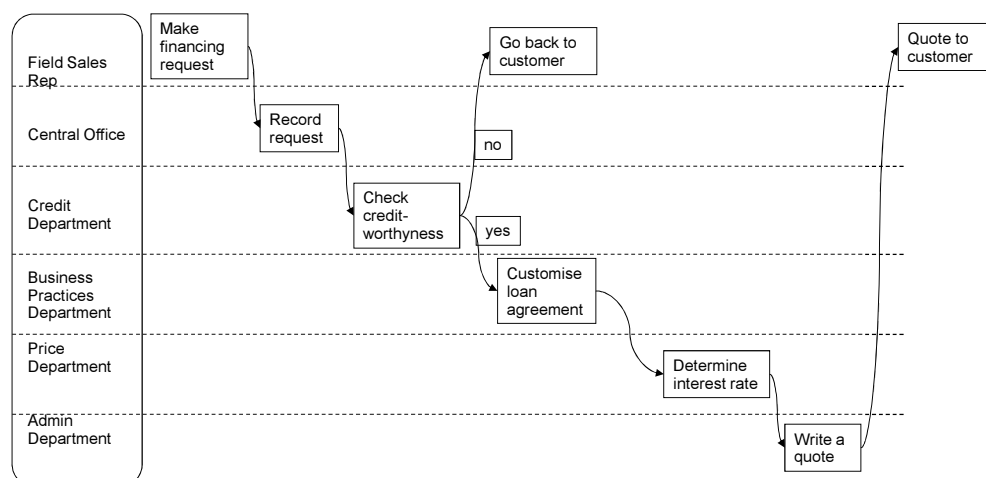 Make
financing
request
Go back to
customer
Quote to
customer
Field Sales
Rep
Record
request
Central Office
no
Check
credit-
worthyness
Credit
Department
yes
Customise
loan
agreement
Business
Practices
Department
Price
Department
Determine
interest rate
Admin
Department
Write a
quote